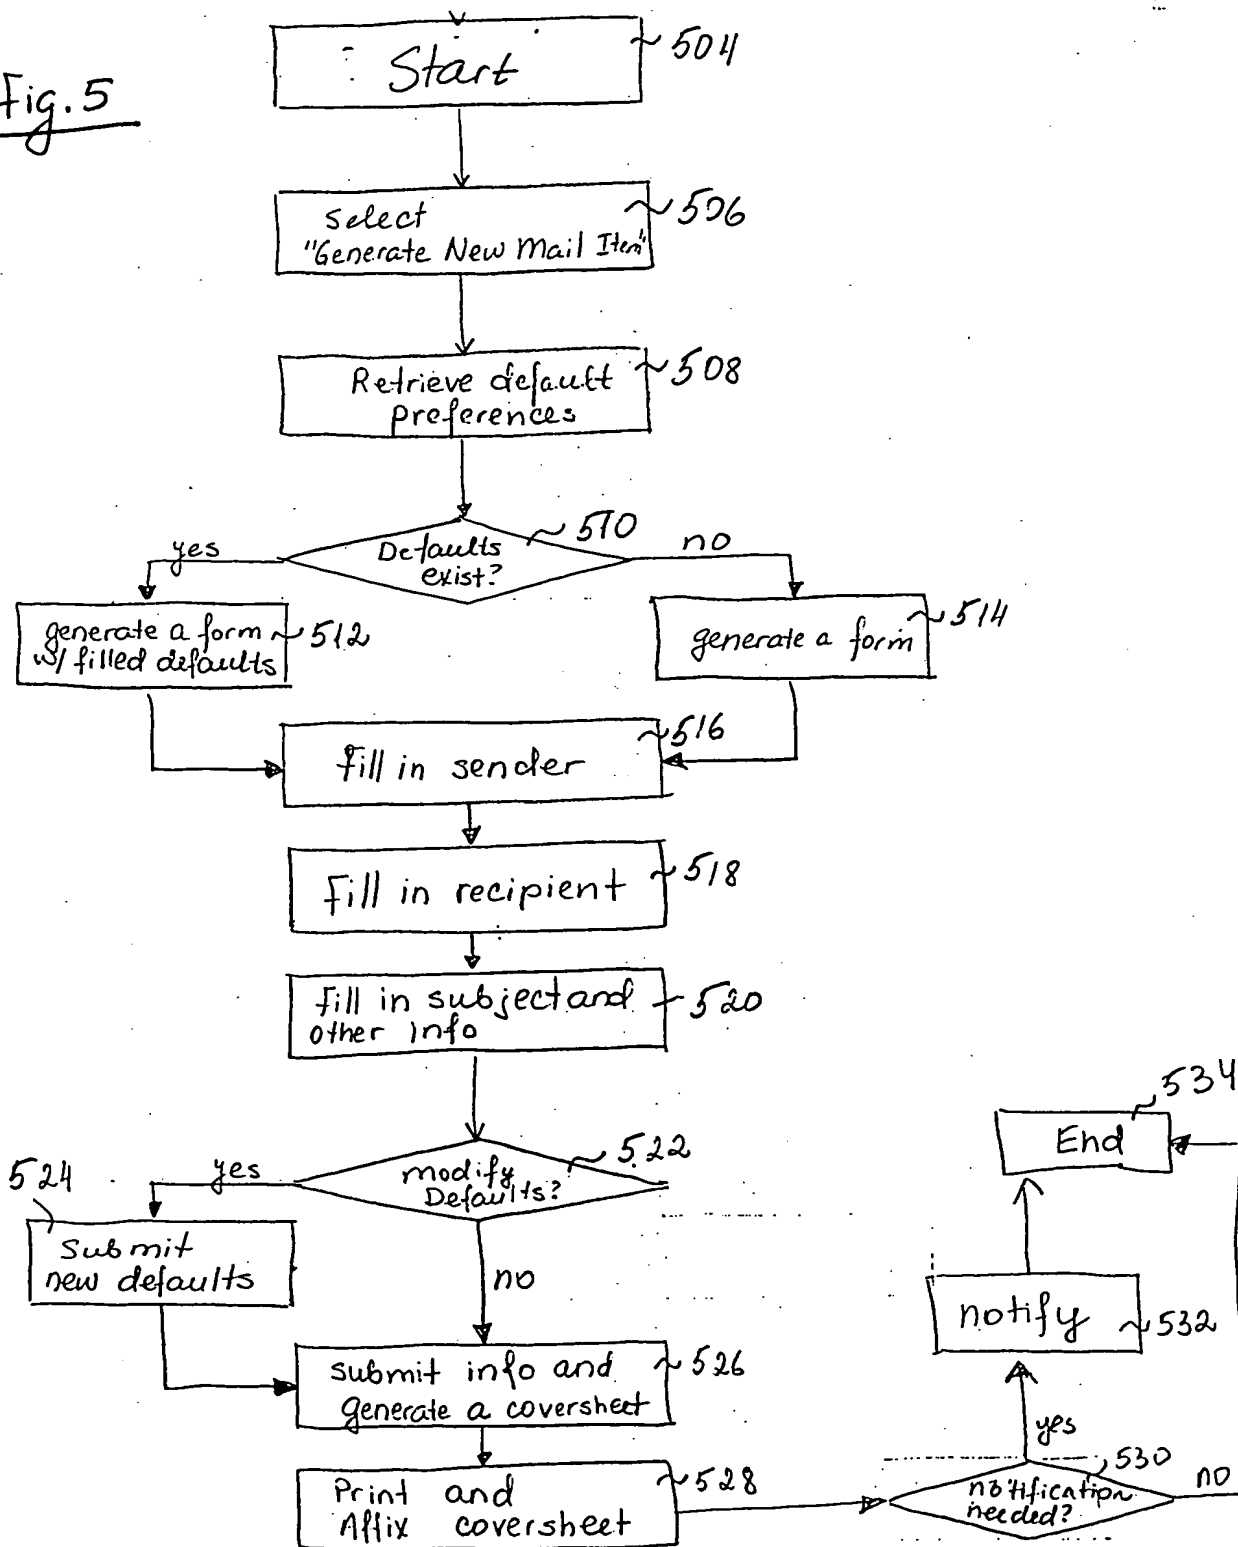 Fig. 5
Start
504
select
506
"Generate New Mail Item"
Retrieve default
508
preferences
510
Defaults
exist?
yes
no
generate a form
w/ filled defaults
512
generate a form
514
516
fill in sender
fill in recipient
518
fill in subject and
other info
520
522
modify
Defaults?
yes
no
524
Submit
new defaults
submit info and
generate a coversheet
526
Print and
Affix coversheet
528
530
notification
needed?
yes
no
notify
532
534
End